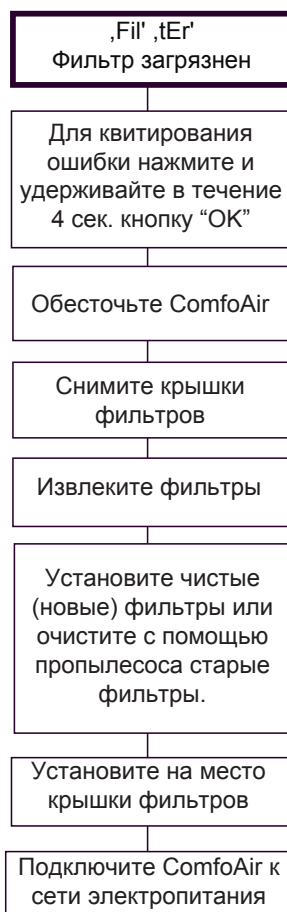 ,Fil' ,tEr'
Фильтр загрязнен
Для квитирования
ошибки нажмите и
удерживайте в течение
4 сек. кнопку “OK”
Обесточьте ComfoAir
Снимите крышки
фильтров
Извлеките фильтры
Установите чистые
(новые) фильтры или
очистите с помощью
пропылесоса старые
фильтры.
Установите на место
крышки фильтров
Подключите ComfoAir к
сети электропитания